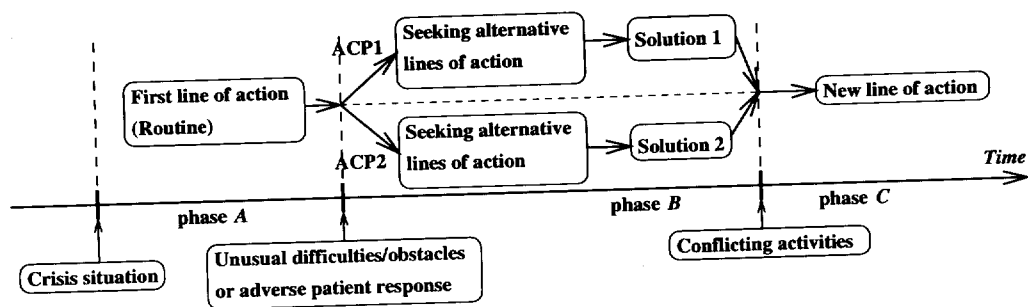 ACP1
Seeking alternative
lines of action
Solution 1
First line of action
(Routine)
New line of action
ACP2
Seeking alternative
lines of action
Solution 2
Time
phase A
phase B
phase C
Crisis situation
Unusual difficulties/obstacles
or adverse patient response
Conflicting activities